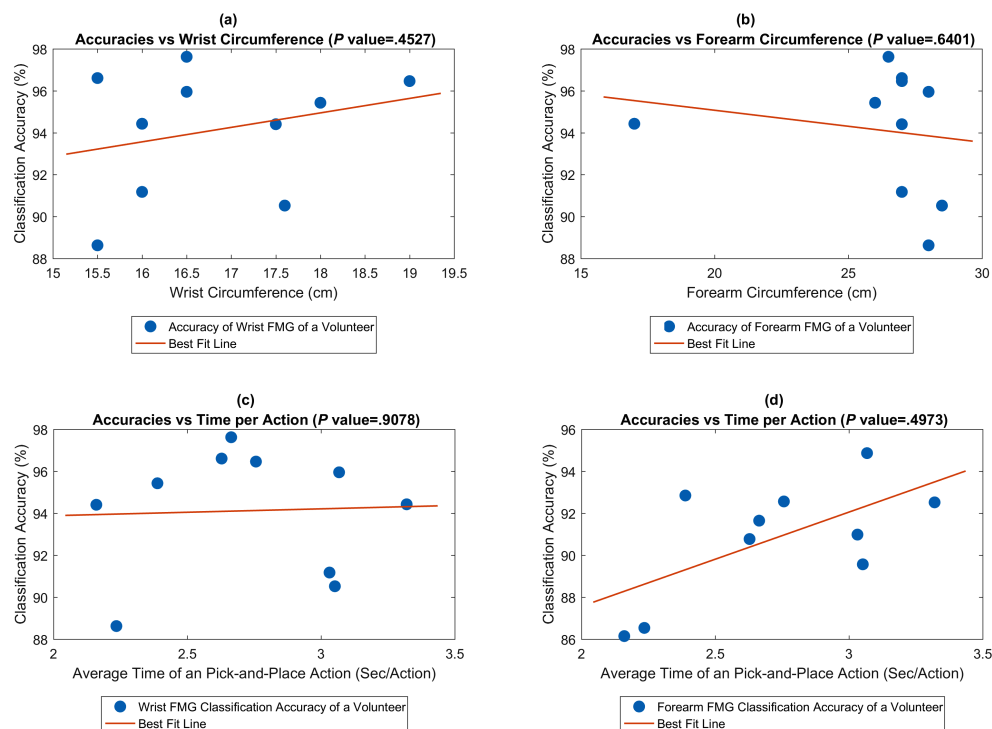 (a)
Accuracies vs Wrist Circumference (P value=.4527)
98
96
94
92
90
88
Classification Accuracy (%)
15 15.5 16 16.5 17 17.5 18 18.5 19 19.5
Wrist Circumference (cm)
Accuracy of Wrist FMG of a Volunteer
Best Fit Line
(b)
Accuracies vs Forearm Circumference (P value=.6401)
98
96
94
92
90
88
Classification Accuracy (%)
15 20 25 30
Forearm Circumference (cm)
Accuracy of Forearm FMG of a Volunteer
Best Fit Line
(c)
Accuracies vs Time per Action (P value=.9078)
98
96
94
92
90
88
Classification Accuracy (%)
2 2.5 3 3.5
Average Time of an Pick-and-Place Action (Sec/Action)
Wrist FMG Classification Accuracy of a Volunteer
Best Fit Line
(d)
Accuracies vs Time per Action (P value=.4973)
96
94
92
90
88
86
Classification Accuracy (%)
2 2.5 3 3.5
Average Time of an Pick-and-Place Action (Sec/Action)
Forearm FMG Classification Accuracy of a Volunteer
Best Fit Line